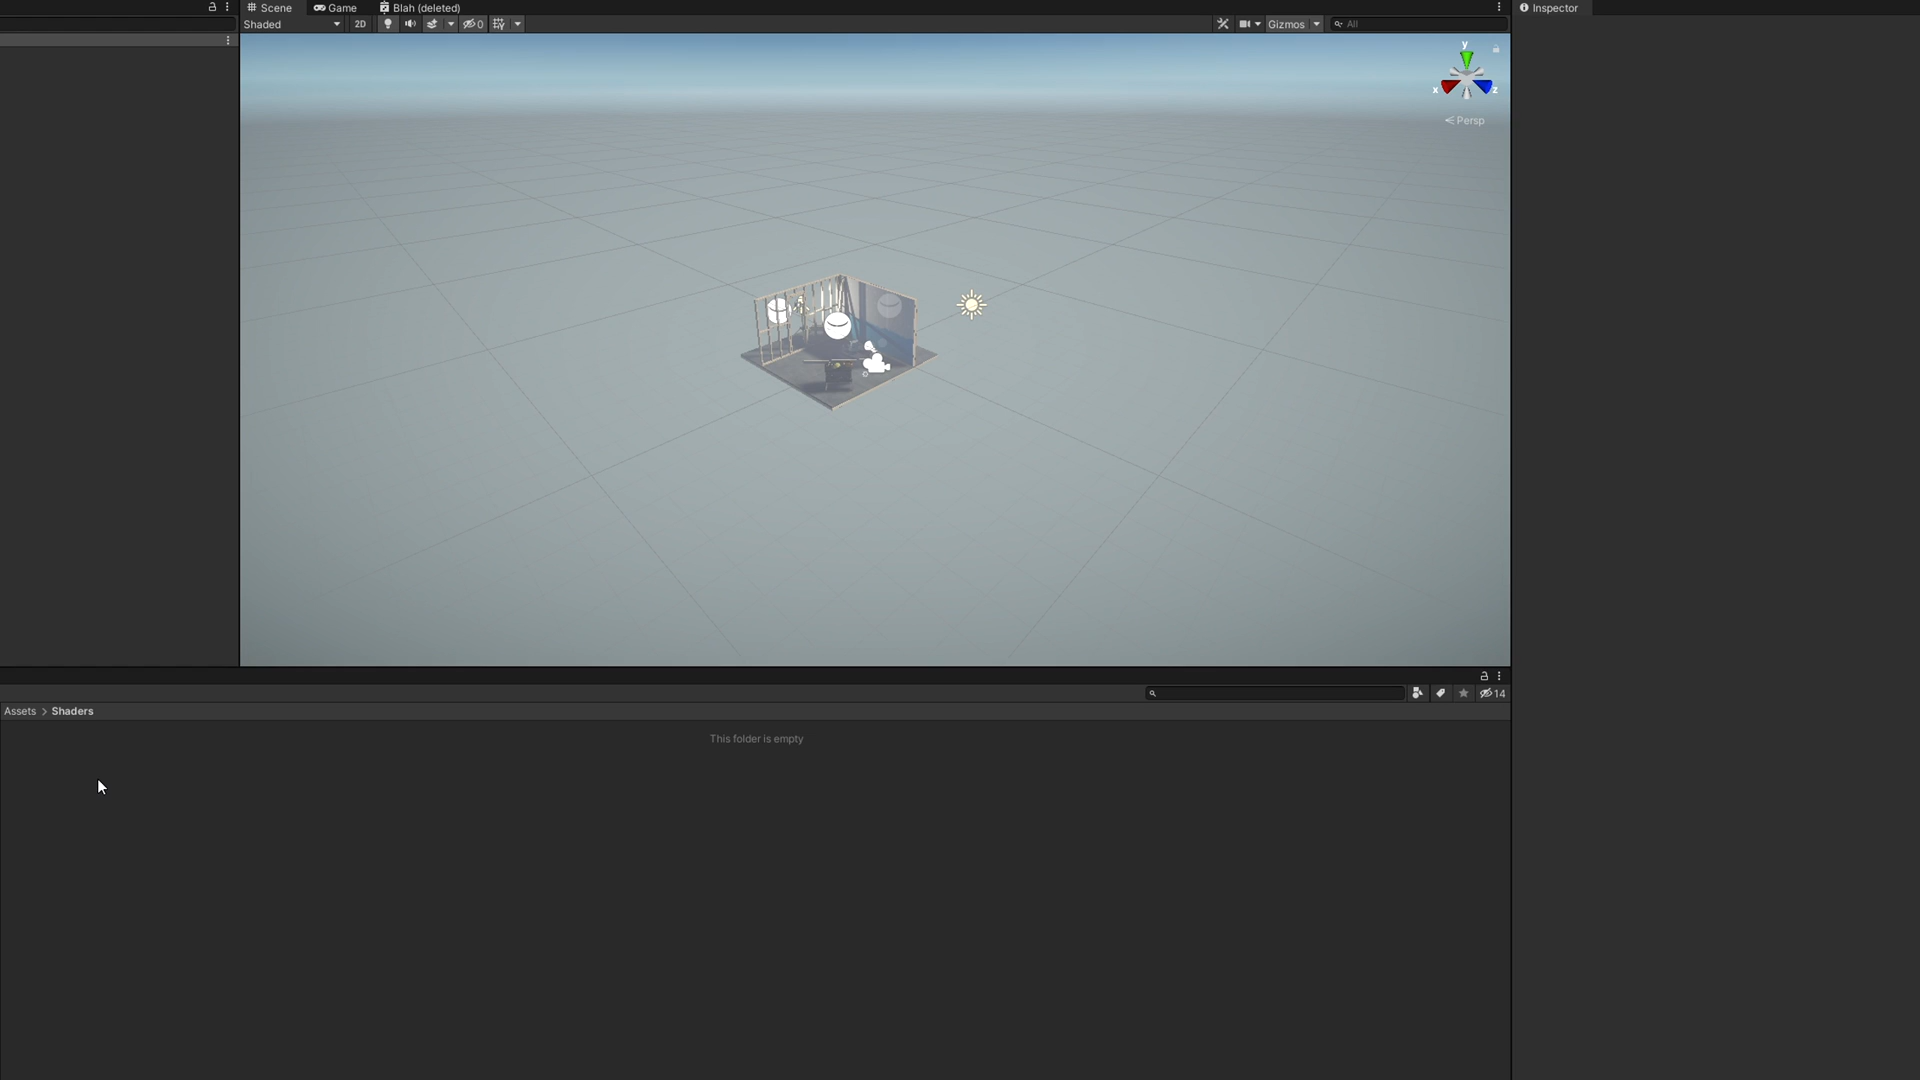 Scene Game Blah (deleted) Inspector
Shaded 2D 0 Gizmos All
y
x z
Persp
14
Assets > Shaders
This folder is empty